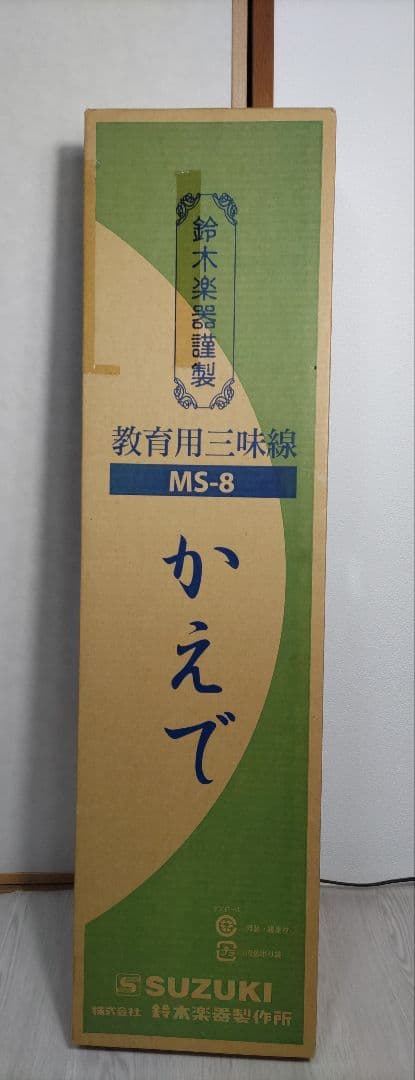 鈴木楽器謹製
教育用三味線
MS-8
かえで
SUZUKI
株式会社 鈴木楽器製作所